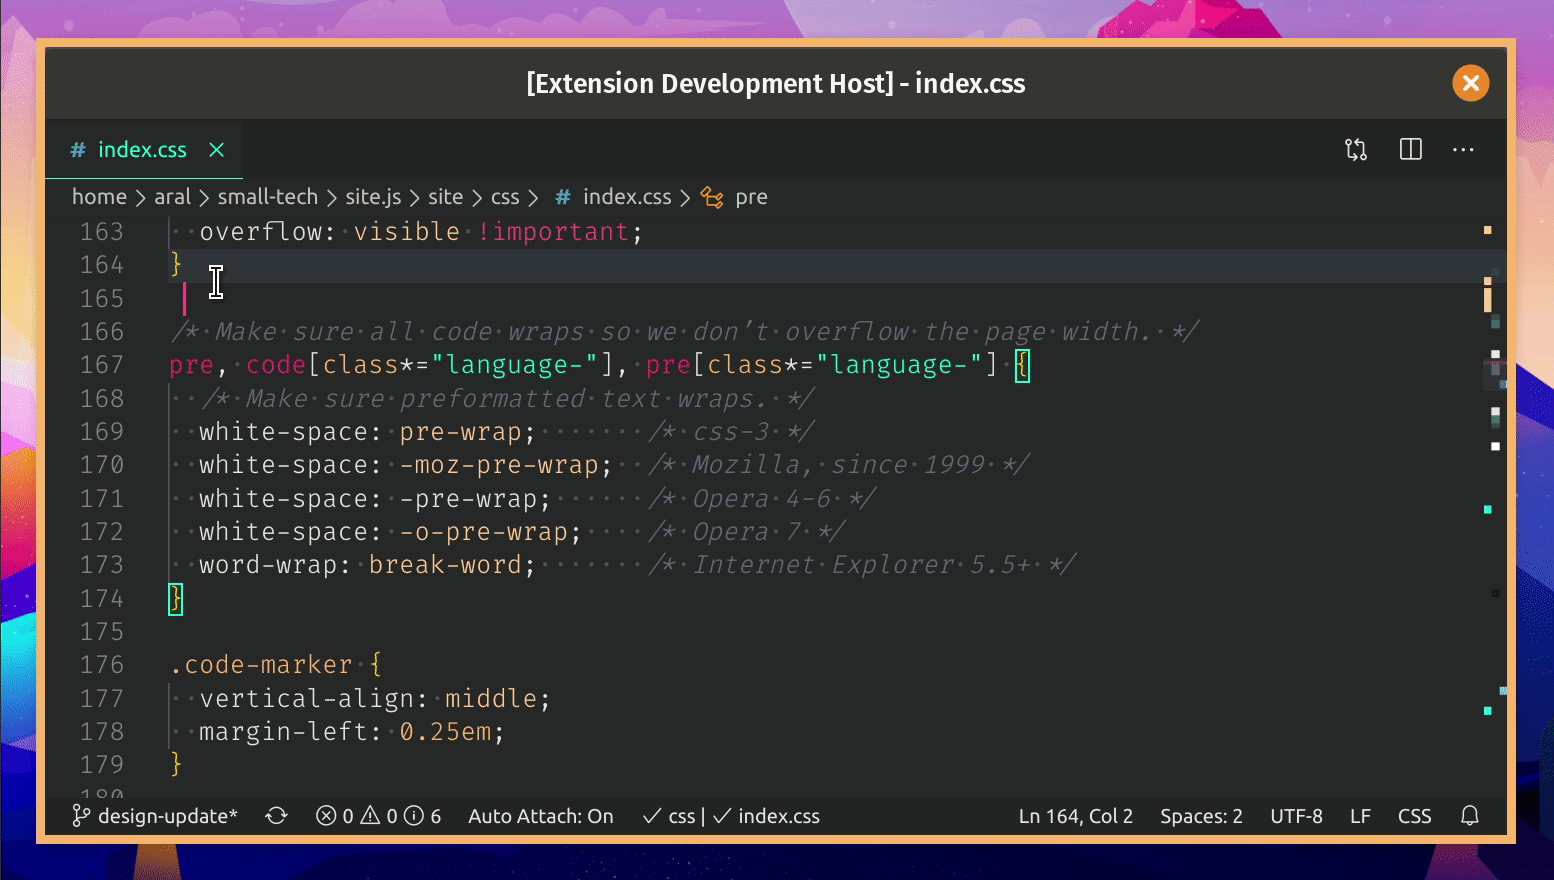 [Extension Development Host] - index.css
# index.css
home > aral > small-tech > site.js > site > css > # index.css > pre
163 overflow: visible !important;
164 }
165
166 /* Make sure all code wraps so we don’t overflow the page width. */
167 pre, code[class*="language-"], pre[class*="language-"] {
168 /* Make sure preformatted text wraps. */
169 white-space: pre-wrap; /* css-3 */
170 white-space: -moz-pre-wrap; /* Mozilla, since 1999 */
171 white-space: -pre-wrap; /* Opera 4-6 */
172 white-space: -o-pre-wrap; /* Opera 7 */
173 word-wrap: break-word; /* Internet Explorer 5.5+ */
174 }
175
176 .code-marker {
177 vertical-align: middle;
178 margin-left: 0.25em;
179 }
180
design-update* 0 0 6 Auto Attach: On ✓ css | ✓ index.css Ln 164, Col 2 Spaces: 2 UTF-8 LF CSS